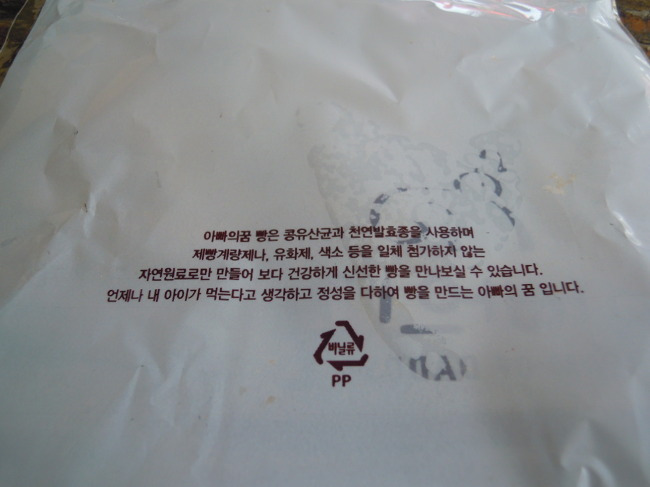 아빠의꿈 빵은 콩유산균과 천연발효종을 사용하며
제빵계량제나, 유화제, 색소 등을 일체 첨가하지 않는
자연원료로만 만들어 보다 건강하게 신선한 빵을 만나보실 수 있습니다.
언제나 내 아이가 먹는다고 생각하고 정성을 다하여 빵을 만드는 아빠의 꿈 입니다.
비닐류
PP